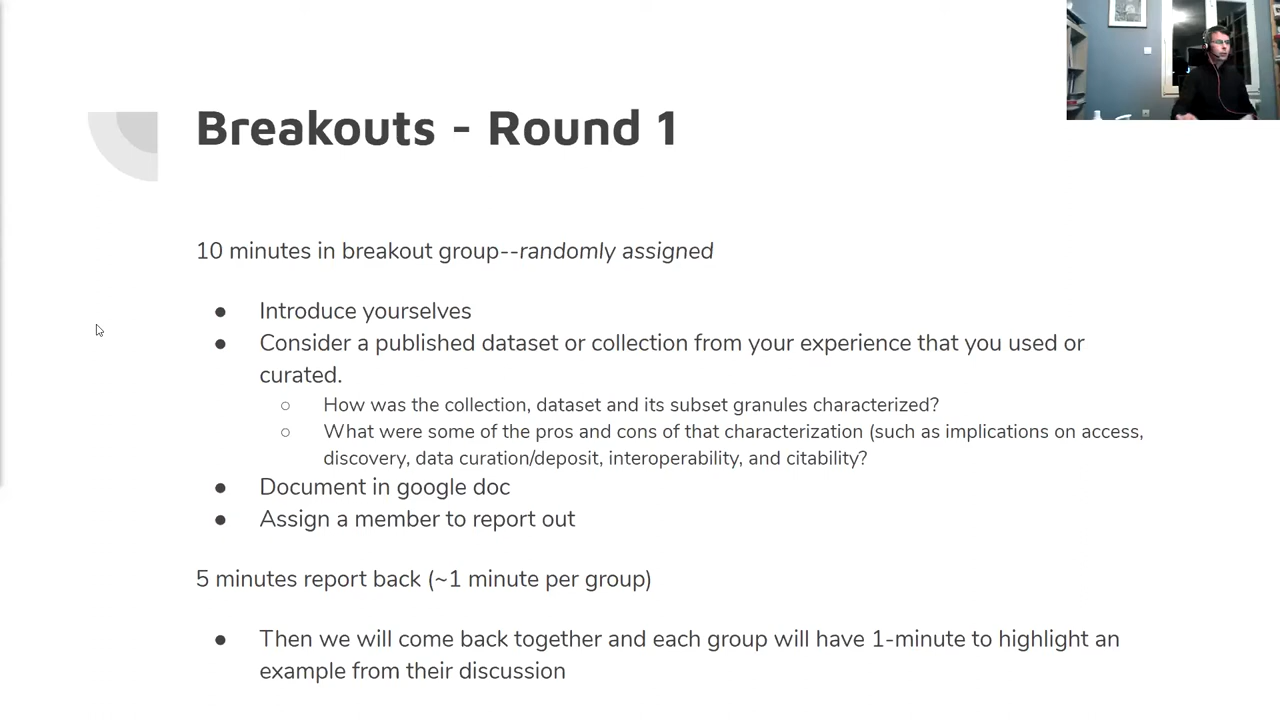 Breakouts - Round 1
10 minutes in breakout group--randomly assigned
● Introduce yourselves
● Consider a published dataset or collection from your experience that you used or
curated.
○ How was the collection, dataset and its subset granules characterized?
○ What were some of the pros and cons of that characterization (such as implications on access,
discovery, data curation/deposit, interoperability, and citability?
● Document in google doc
● Assign a member to report out
5 minutes report back (~1 minute per group)
● Then we will come back together and each group will have 1-minute to highlight an
example from their discussion